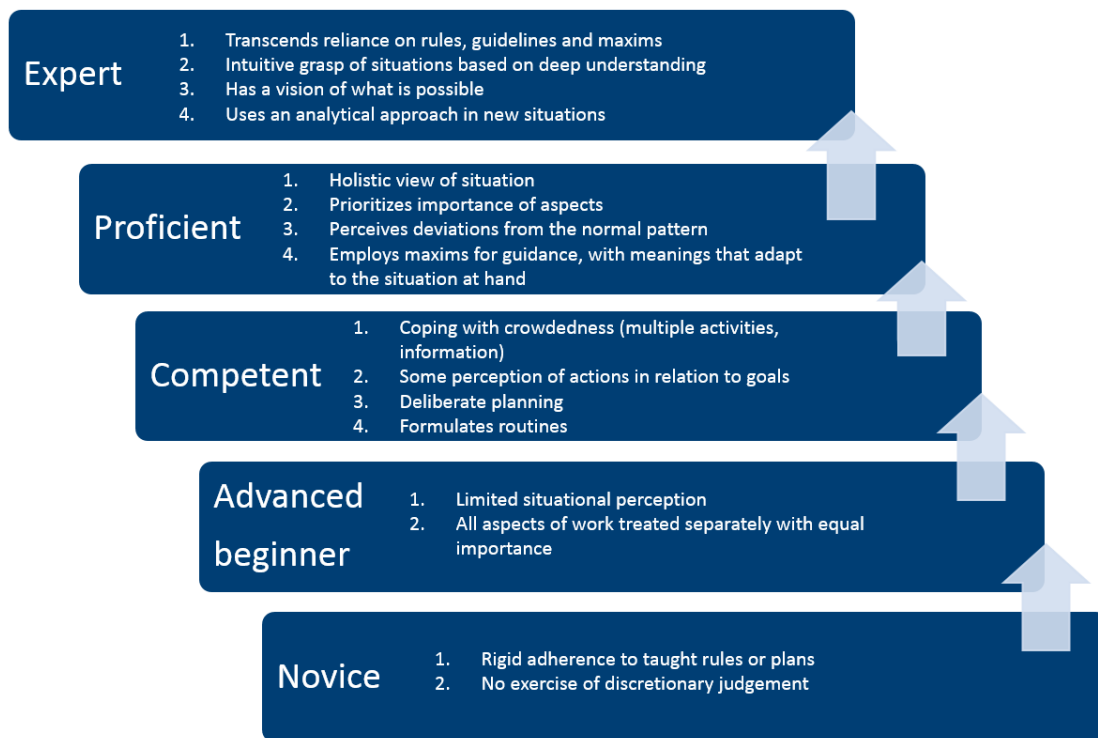 Expert
1. Transcends reliance on rules, guidelines and maxims
2. Intuitive grasp of situations based on deep understanding
3. Has a vision of what is possible
4. Uses an analytical approach in new situations
Proficient
1. Holistic view of situation
2. Prioritizes importance of aspects
3. Perceives deviations from the normal pattern
4. Employs maxims for guidance, with meanings that adapt
to the situation at hand
Competent
1. Coping with crowdedness (multiple activities,
information)
2. Some perception of actions in relation to goals
3. Deliberate planning
4. Formulates routines
Advanced
beginner
1. Limited situational perception
2. All aspects of work treated separately with equal
importance
Novice
1. Rigid adherence to taught rules or plans
2. No exercise of discretionary judgement